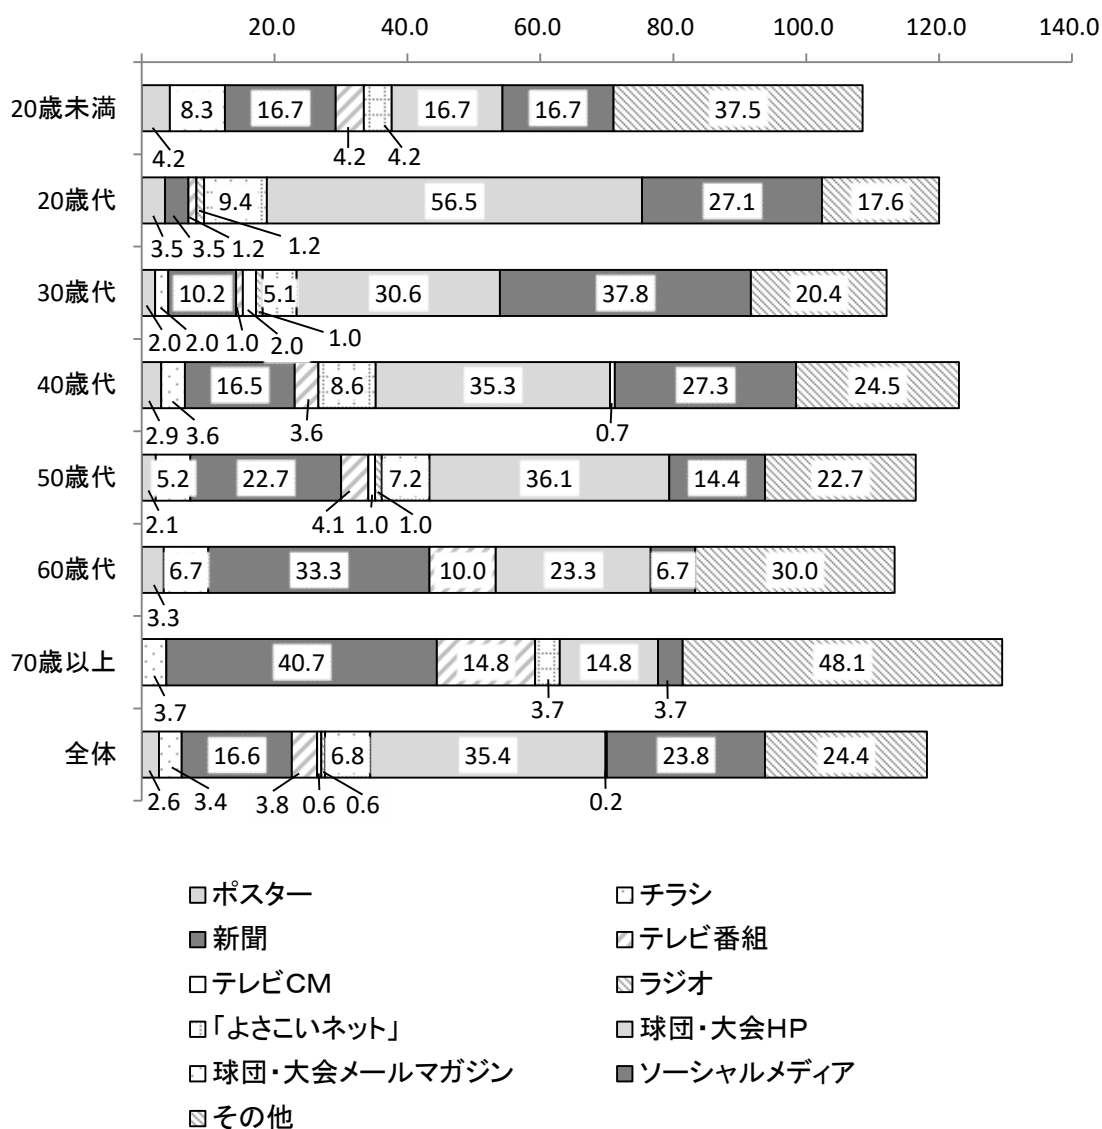 20.0 40.0 60.0 80.0 100.0 120.0 140.0
20歳未満 8.3 16.7 16.7 16.7 37.5
4.2 4.2 4.2
20歳代 9.4 56.5 27.1 17.6
3.5 3.5 1.2 1.2
30歳代 10.2 5.1 30.6 37.8 20.4
2.0 2.0 1.0 2.0 1.0
40歳代 16.5 8.6 35.3 27.3 24.5
2.9 3.6 3.6 0.7
50歳代 5.2 22.7 7.2 36.1 14.4 22.7
2.1 4.1 1.0 1.0
60歳代 6.7 33.3 10.0 23.3 6.7 30.0
3.3
70歳以上 40.7 14.8 14.8 48.1
3.7 3.7 3.7
全体 16.6 6.8 35.4 23.8 24.4
2.6 3.4 3.8 0.6 0.6 0.2
ポスター チラシ
新聞 テレビ番組
テレビCM ラジオ
「よさこいネット」 球団・大会HP
球団・大会メールマガジン ソーシャルメディア
その他